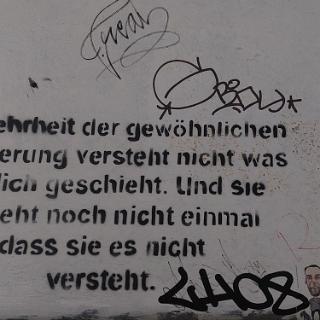 ehrheit der gewöhnlichen
erung versteht nicht was
lich geschieht. Und sie
eht noch nicht einmal
dass sie es nicht
versteht.